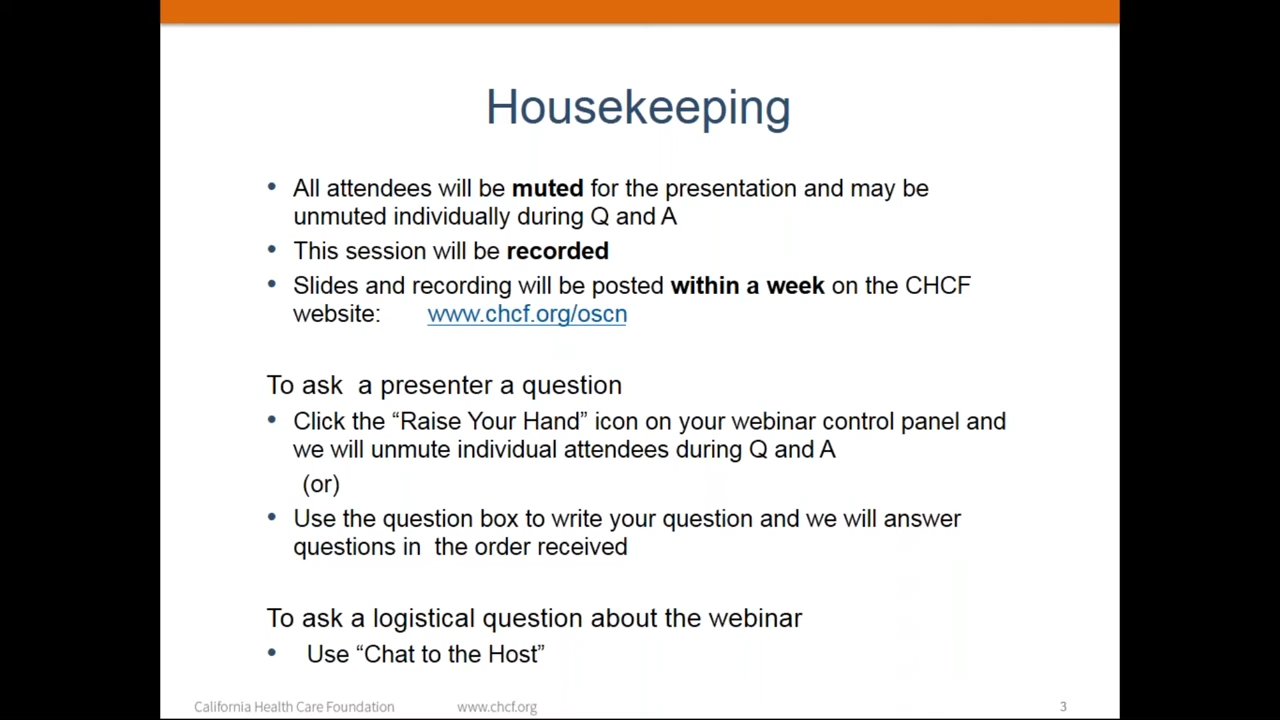 Housekeeping
• All attendees will be muted for the presentation and may be
unmuted individually during Q and A
• This session will be recorded
• Slides and recording will be posted within a week on the CHCF
website: www.chcf.org/oscn
To ask a presenter a question
• Click the “Raise Your Hand” icon on your webinar control panel and
we will unmute individual attendees during Q and A
(or)
• Use the question box to write your question and we will answer
questions in the order received
To ask a logistical question about the webinar
• Use “Chat to the Host”
California Health Care Foundation www.chcf.org 3